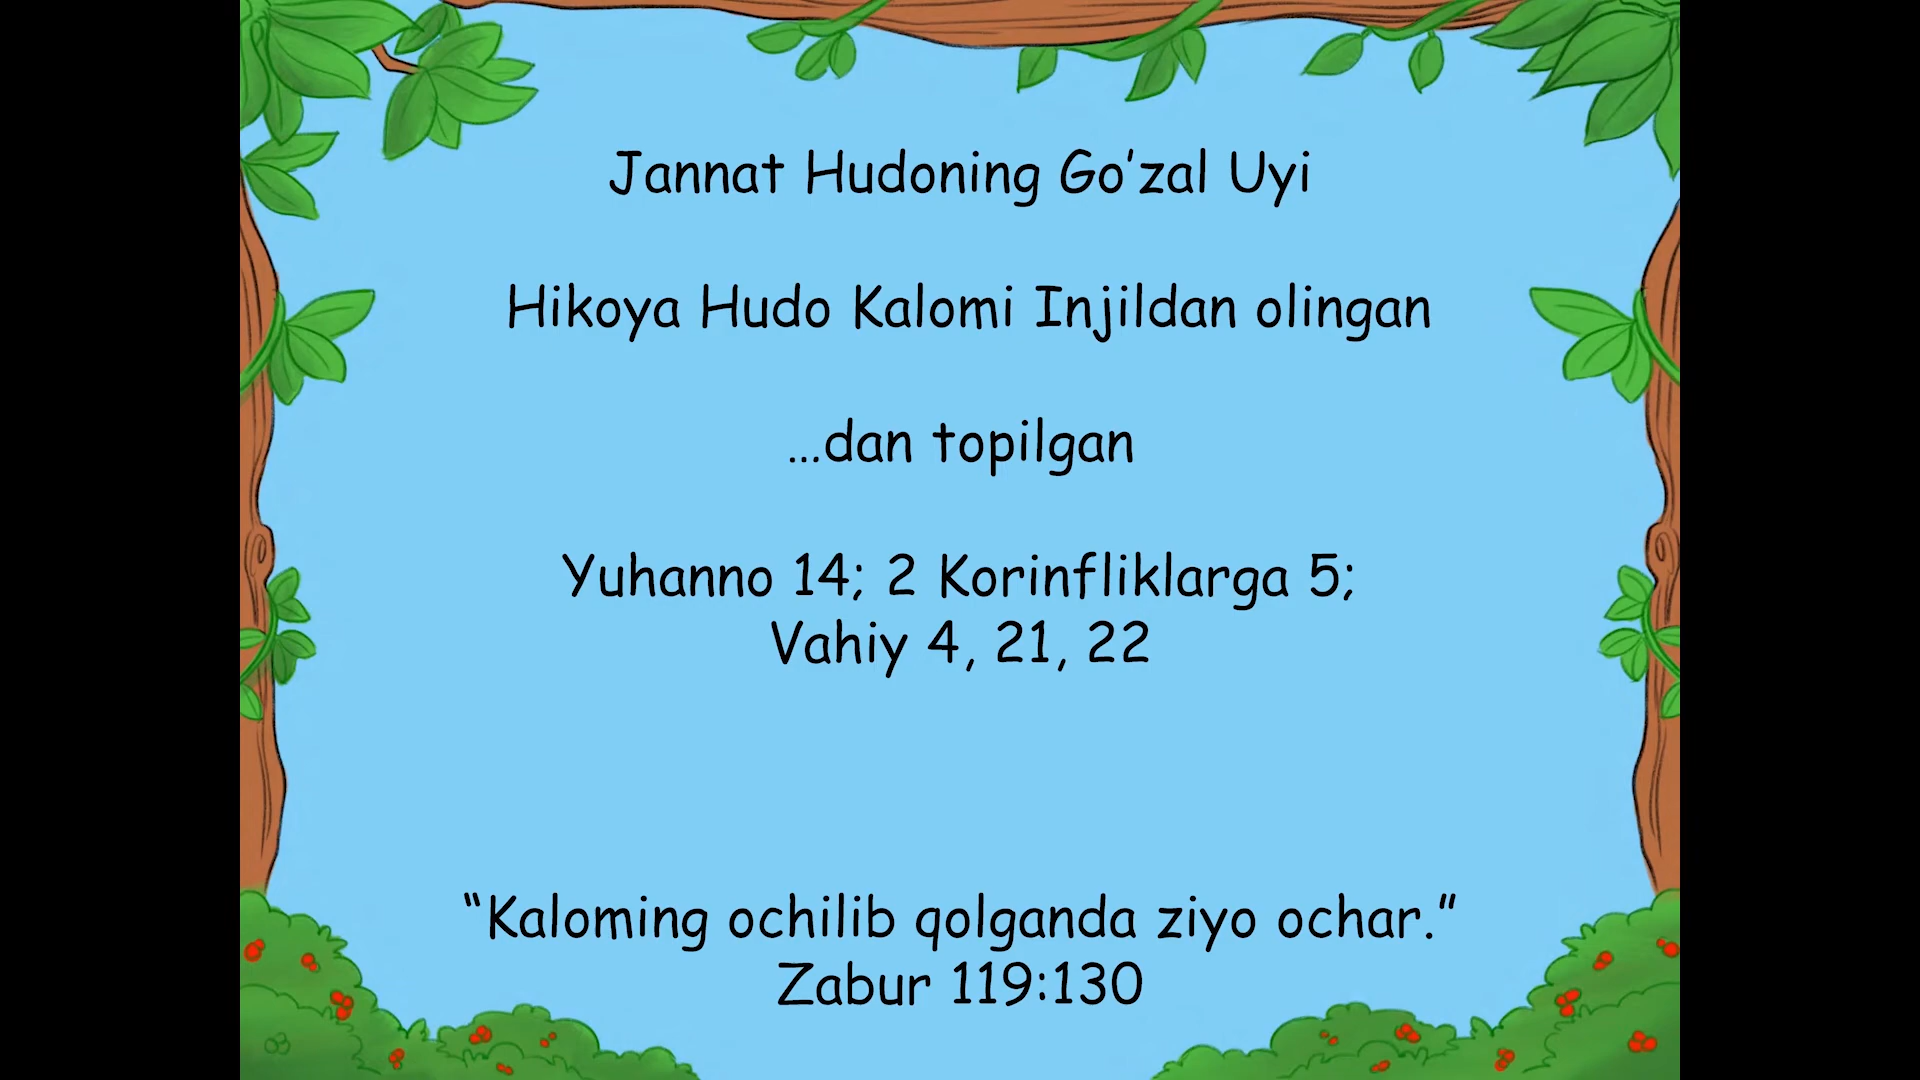 Jannat Hudoning Go’zal Uyi
Hikoya Hudo Kalomi Injildan olingan
…dan topilgan
Yuhanno 14; 2 Korinfliklarga 5;
Vahiy 4, 21, 22
“Kaloming ochilib qolganda ziyo ochar.”
Zabur 119:130